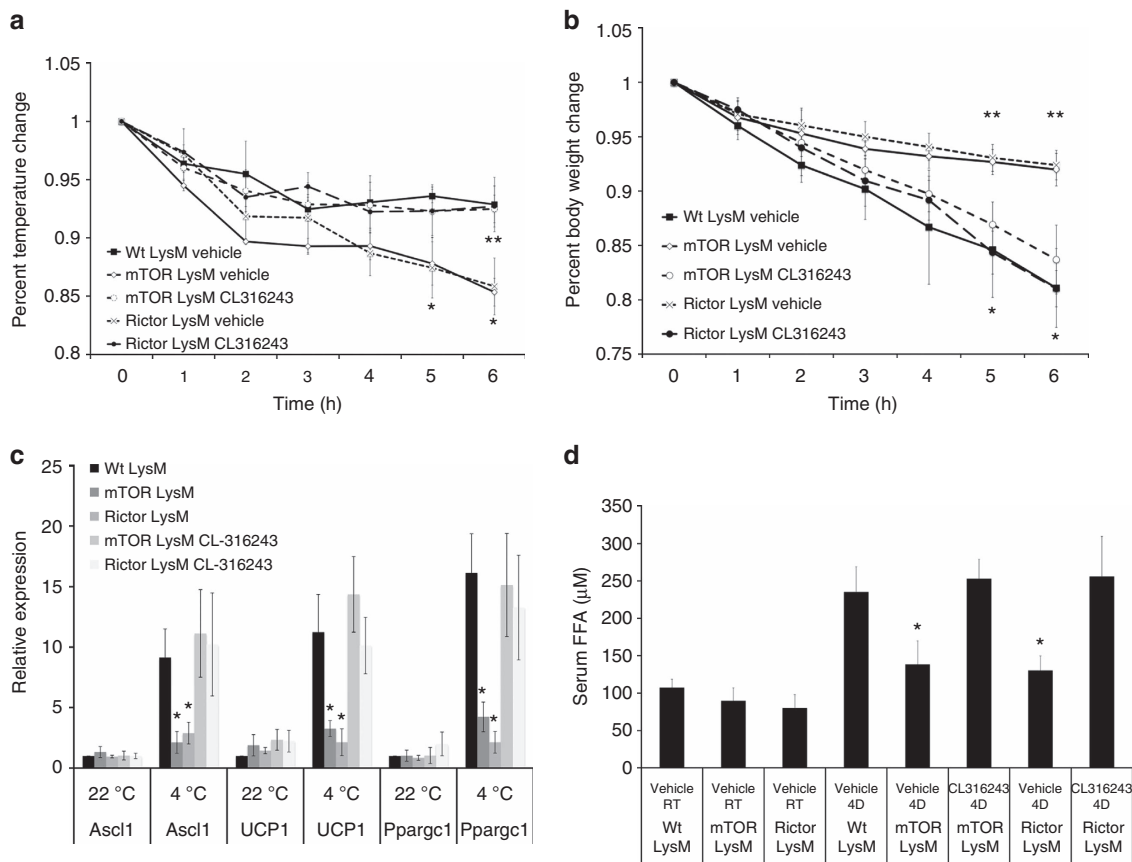 a
1.05
1
0.95
0.9
0.85
0.8
Percent temperature change
**
*
*
Wt LysM vehicle
mTOR LysM vehicle
mTOR LysM CL316243
Rictor LysM vehicle
Rictor LysM CL316243
0 1 2 3 4 5 6
Time (h)
b
1.05
1
0.95
0.9
0.85
0.8
0.75
Percent body weight change
** **
*
*
Wt LysM vehicle
mTOR LysM vehicle
mTOR LysM CL316243
Rictor LysM vehicle
Rictor LysM CL316243
0 1 2 3 4 5 6
Time (h)
c
25
20
15
10
5
0
Relative expression
Wt LysM
mTOR LysM
Rictor LysM
mTOR LysM CL-316243
Rictor LysM CL-316243
* * * * * *
22 °C 4 °C 22 °C 4 °C 22 °C 4 °C
Ascl1 Ascl1 UCP1 UCP1 Ppargc1 Ppargc1
d
350
300
250
200
150
100
50
0
Serum FFA (µM)
* *
Vehicle Vehicle Vehicle Vehicle Vehicle CL316243 Vehicle CL316243
RT RT RT 4D 4D 4D 4D 4D
Wt mTOR Rictor Wt mTOR mTOR Rictor Rictor
LysM LysM LysM LysM LysM LysM LysM LysM